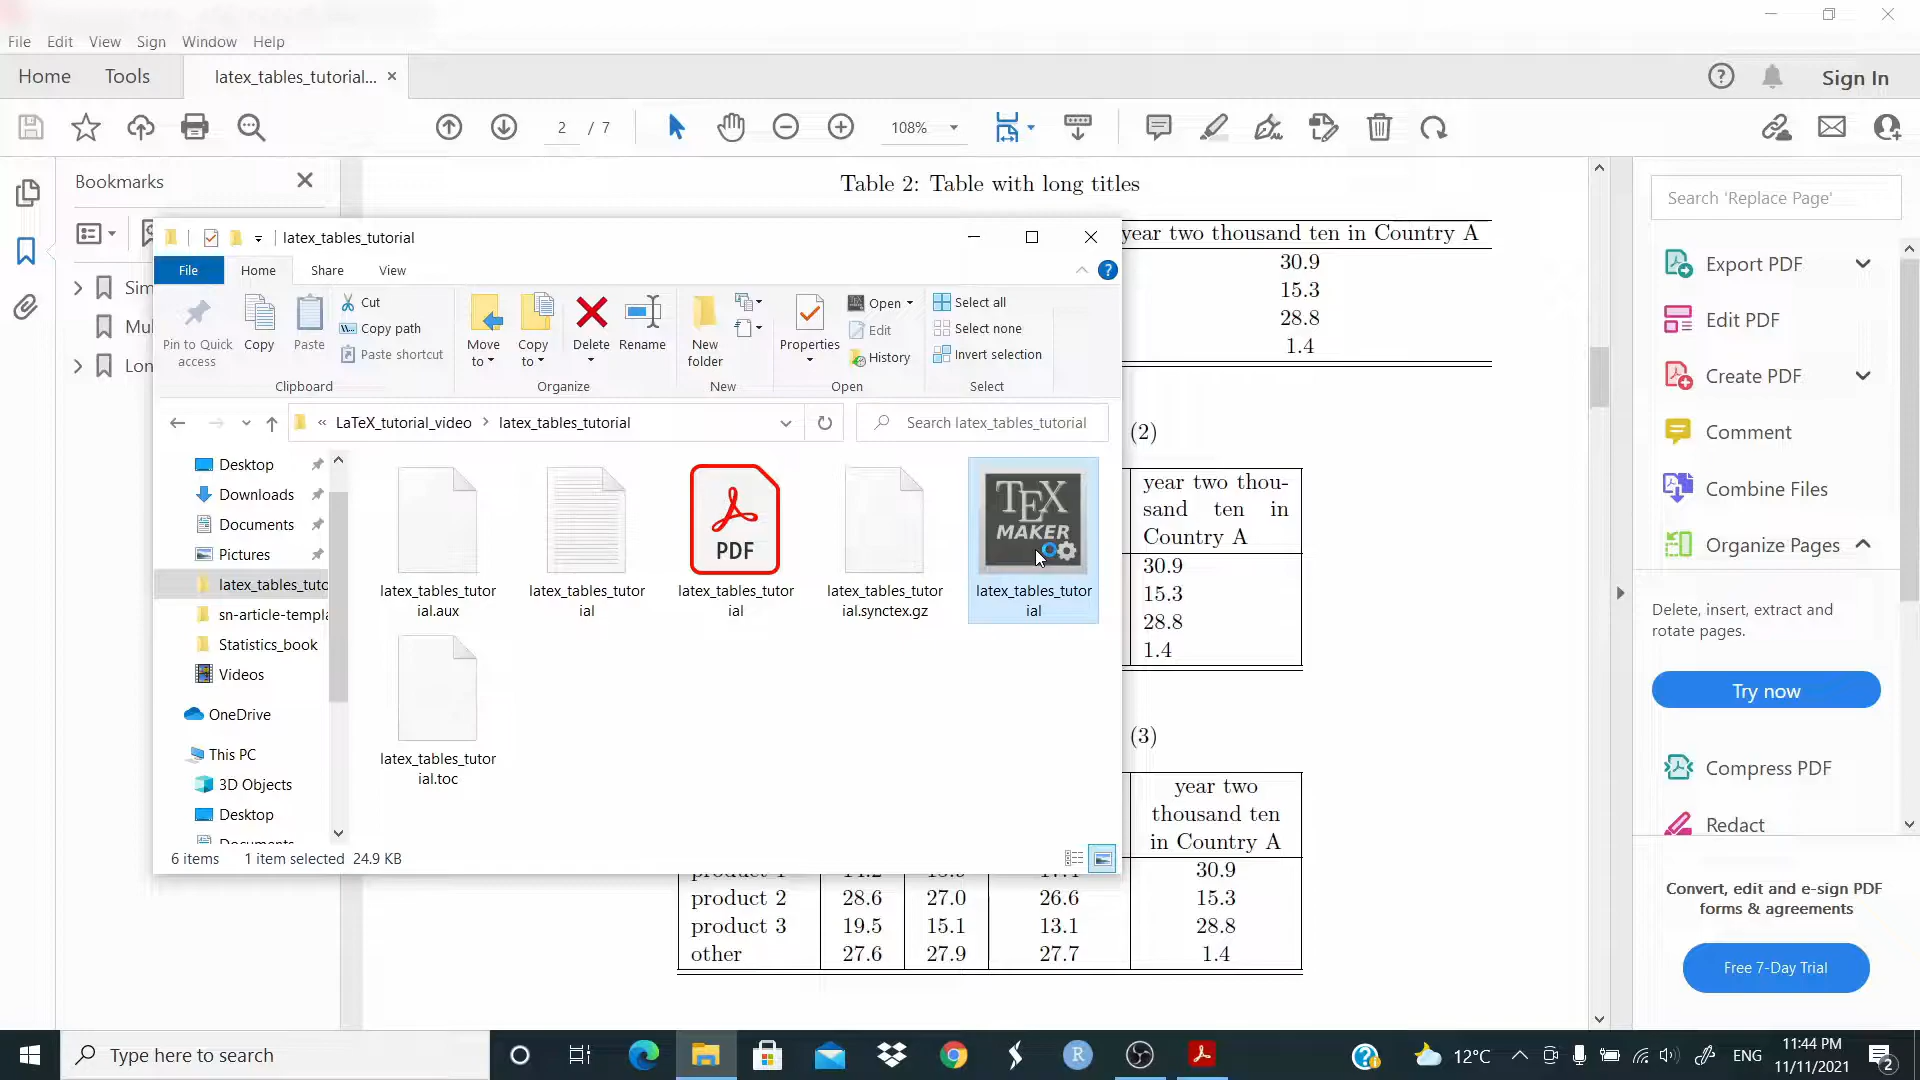 File Edit View Sign Window Help
Home Tools latex_tables_tutorial... × Sign In
2 / 7 108%
Bookmarks
Table 2: Table with long titles
Search 'Replace Page'
year two thousand ten in Country A
30.9
15.3
28.8
1.4
latex_tables_tutorial
File Home Share View
Pin to Quick access
Copy
Paste
Cut
Copy path
Paste shortcut
Clipboard
Move to
Copy to
Delete
Rename
Organize
New folder
New
Properties
Open
Edit
History
Open
Select all
Select none
Invert selection
Select
« LaTeX_tutorial_video > latex_tables_tutorial
Search latex_tables_tutorial
Desktop
Downloads
Documents
Pictures
latex_tables_tuto
sn-article-templa
Statistics_book
Videos
OneDrive
This PC
3D Objects
Desktop
latex_tables_tutor
ial.aux
latex_tables_tutor
ial
PDF
latex_tables_tutor
ial
latex_tables_tutor
ial.synctex.gz
TEX
MAKER
latex_tables_tutor
ial
latex_tables_tutor
ial.toc
6 items 1 item selected 24.9 KB
(2)
year two thou-
sand ten in
Country A
30.9
15.3
28.8
1.4
(3)
year two
thousand ten
in Country A
30.9
product 2 28.6 27.0 26.6 15.3
product 3 19.5 15.1 13.1 28.8
other 27.6 27.9 27.7 1.4
Export PDF
Edit PDF
Create PDF
Comment
Combine Files
Organize Pages
Delete, insert, extract and
rotate pages.
Try now
Compress PDF
Redact
Convert, edit and e-sign PDF
forms & agreements
Free 7-Day Trial
Type here to search
12°C
ENG
11:44 PM
11/11/2021
2